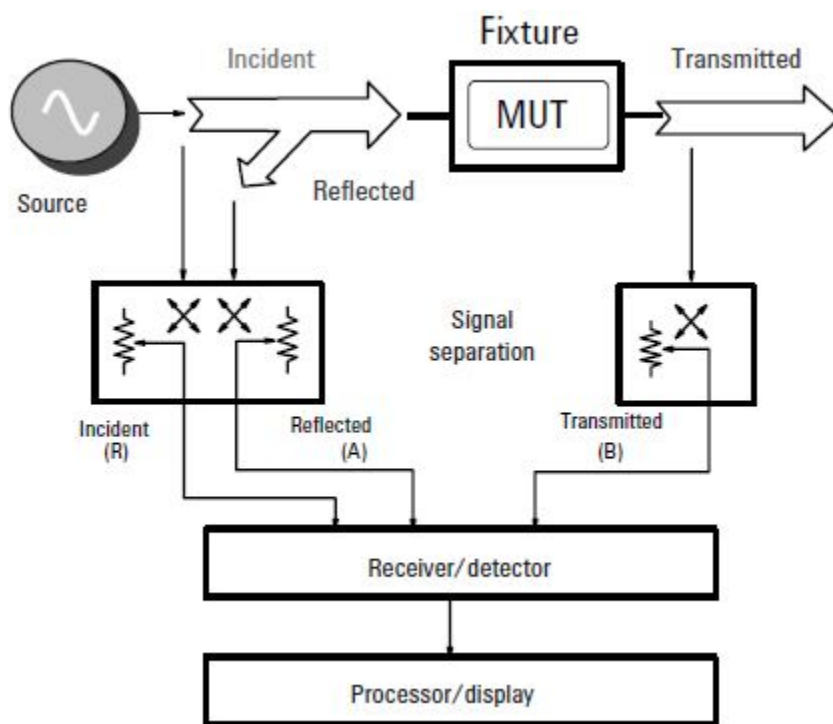 Fixture
Incident
Transmitted
MUT
Reflected
Source
Signal
separation
Incident
(R)
Reflected
(A)
Transmitted
(B)
Receiver/detector
Processor/display